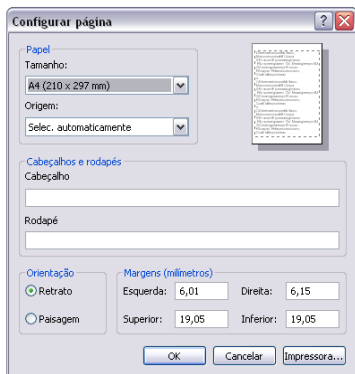 Configurar página
Papel
Tamanho:
A4 (210 x 297 mm)
Origem:
Selec. automaticamente
Cabeçalhos e rodapés
Cabeçalho
Rodapé
Orientação
Retrato
Paisagem
Margens (milímetros)
Esquerda: 6,01 Direita: 6,15
Superior: 19,05 Inferior: 19,05
OK Cancelar Impressora...